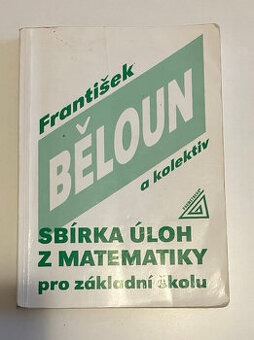 František
BĚLOUN
a kolektiv
SBÍRKA ÚLOH
Z MATEMATIKY
pro základní školu